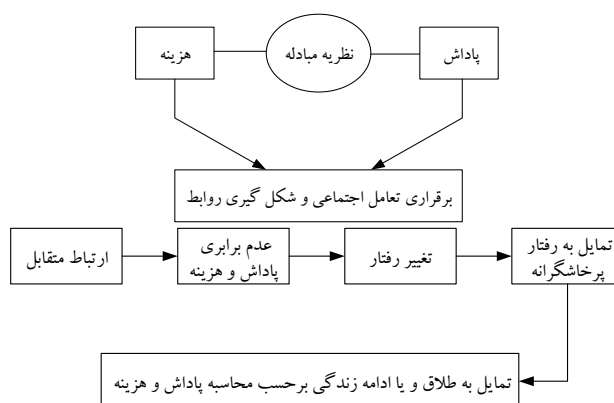 پاداش
نظریه مبادله
هزینه
برقراری تعامل اجتماعی و شکل گیری روابط
ارتباط متقابل
عدم برابری
پاداش و هزینه
تغییر رفتار
تمایل به رفتار
پرخاشگرانه
تمایل به طلاق و یا ادامه زندگی برحسب محاسبه پاداش و هزینه